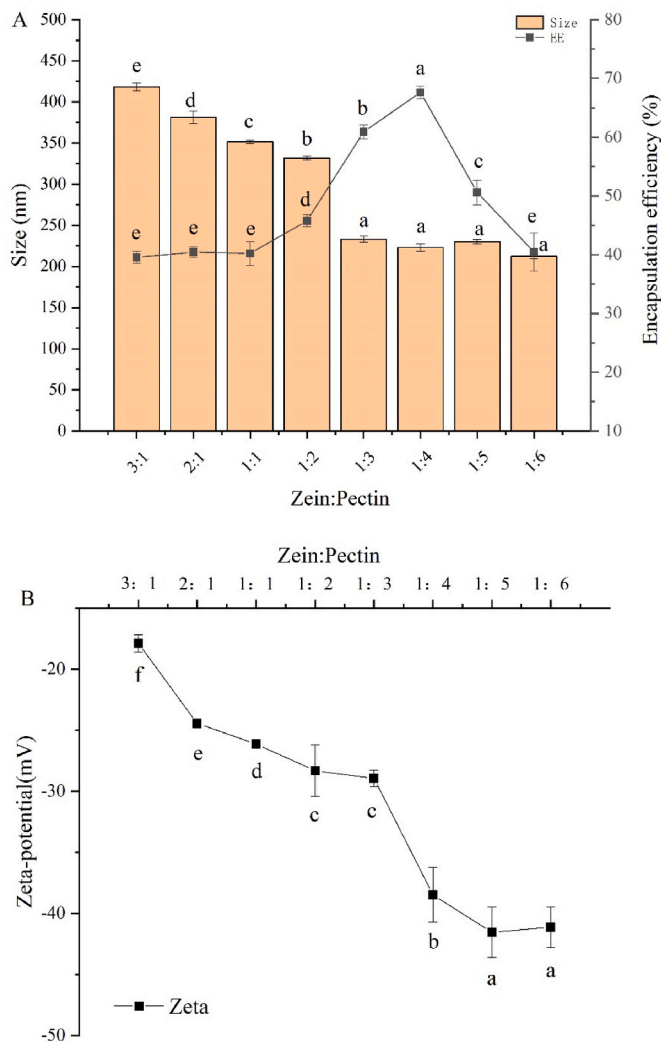 A
Size
EE
500
450
400
350
300
250
200
150
100
50
0
Size (nm)
80
70
60
50
40
30
20
10
Encapsulation efficiency (%)
e
d
c
b
a
a
a
a
e
e
e
d
b
a
c
e
3:1
2:1
1:1
1:2
1:3
1:4
1:5
1:6
Zein:Pectin
Zein:Pectin
B
3: 1 2: 1 1: 1 1: 2 1: 3 1: 4 1: 5 1: 6
-20
-30
-40
-50
Zeta-potential(mV)
f
e
d
c
c
b
a
a
Zeta